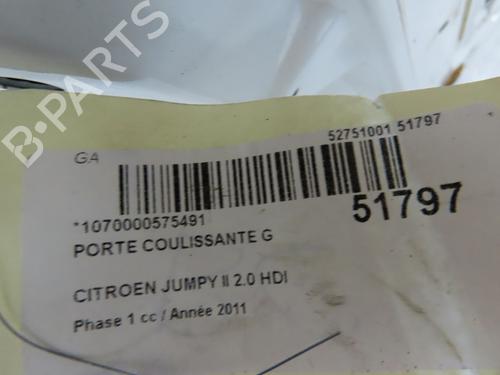 B-PARTS
52751001 51797
GA
*1070000575491
51797
PORTE COULISSANTE G
CITROEN JUMPY II 2.0 HDI
Phase 1 cc / Année 2011